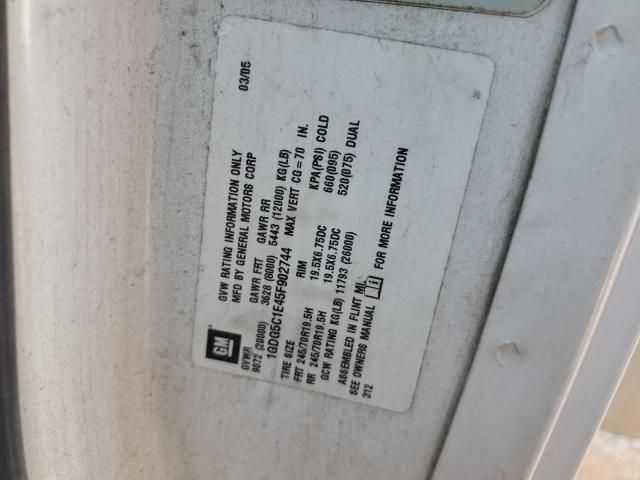 GM
GVW RATING INFORMATION ONLY
MFD BY GENERAL MOTORS CORP 03/05
GVWR GAWR FRT GAWR RR
9072 (20000) 3628 (8000) 5443 (12000) KG(LB)
1GDG5C1E45F902744 MAX VERT CG=70 IN.
TIRE SIZE RIM KPA(PSI) COLD
FRT 245/70R19.5H 19.5X6.75DC 660(095)
RR 245/70R19.5H 19.5X6.75DC 520(075) DUAL
GCW RATING KG(LB) 11793 (26000)
ASSEMBLED IN FLINT MI.
SEE OWNERS MANUAL i FOR MORE INFORMATION
312